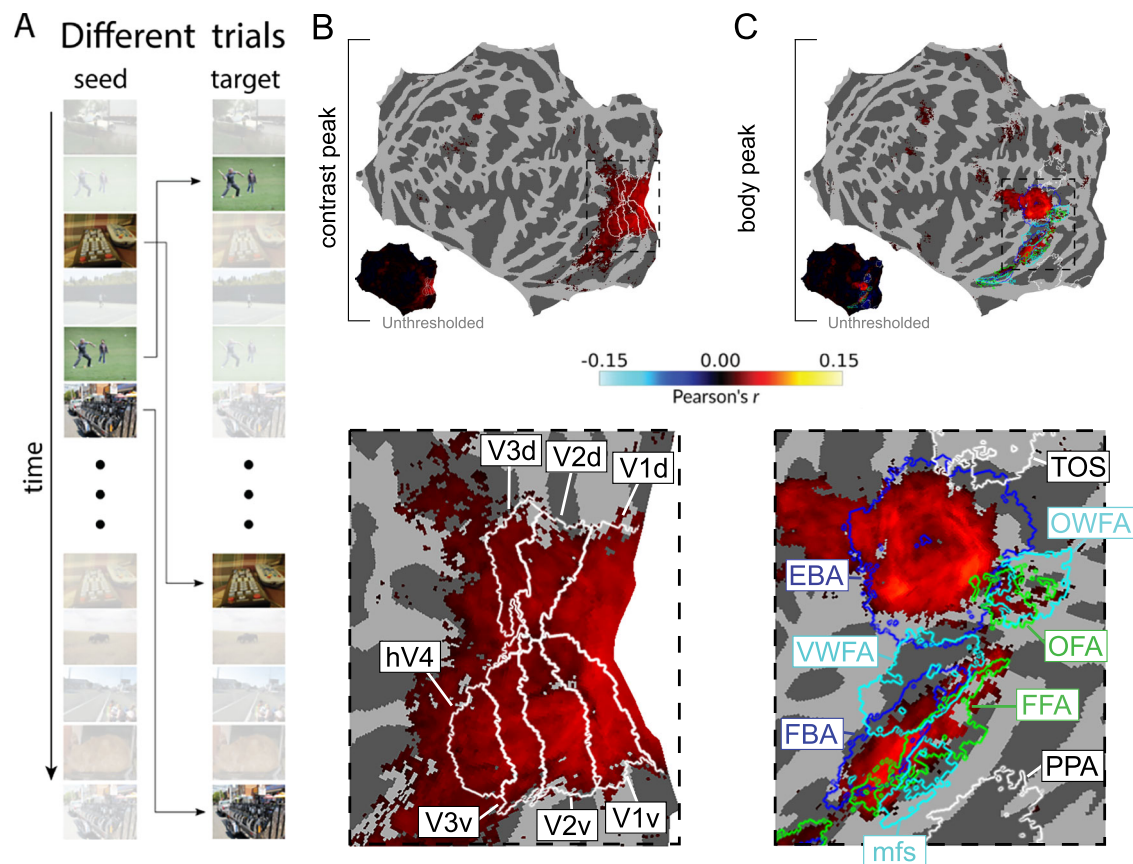 A
Different trials
seed
target
time
B
contrast peak
Unthresholded
C
body peak
Unthresholded
-0.15
0.00
0.15
Pearson's r
V3d
V2d
V1d
hV4
V3v
V2v
V1v
TOS
OWFA
EBA
VWFA
OFA
FFA
FBA
PPA
mfs